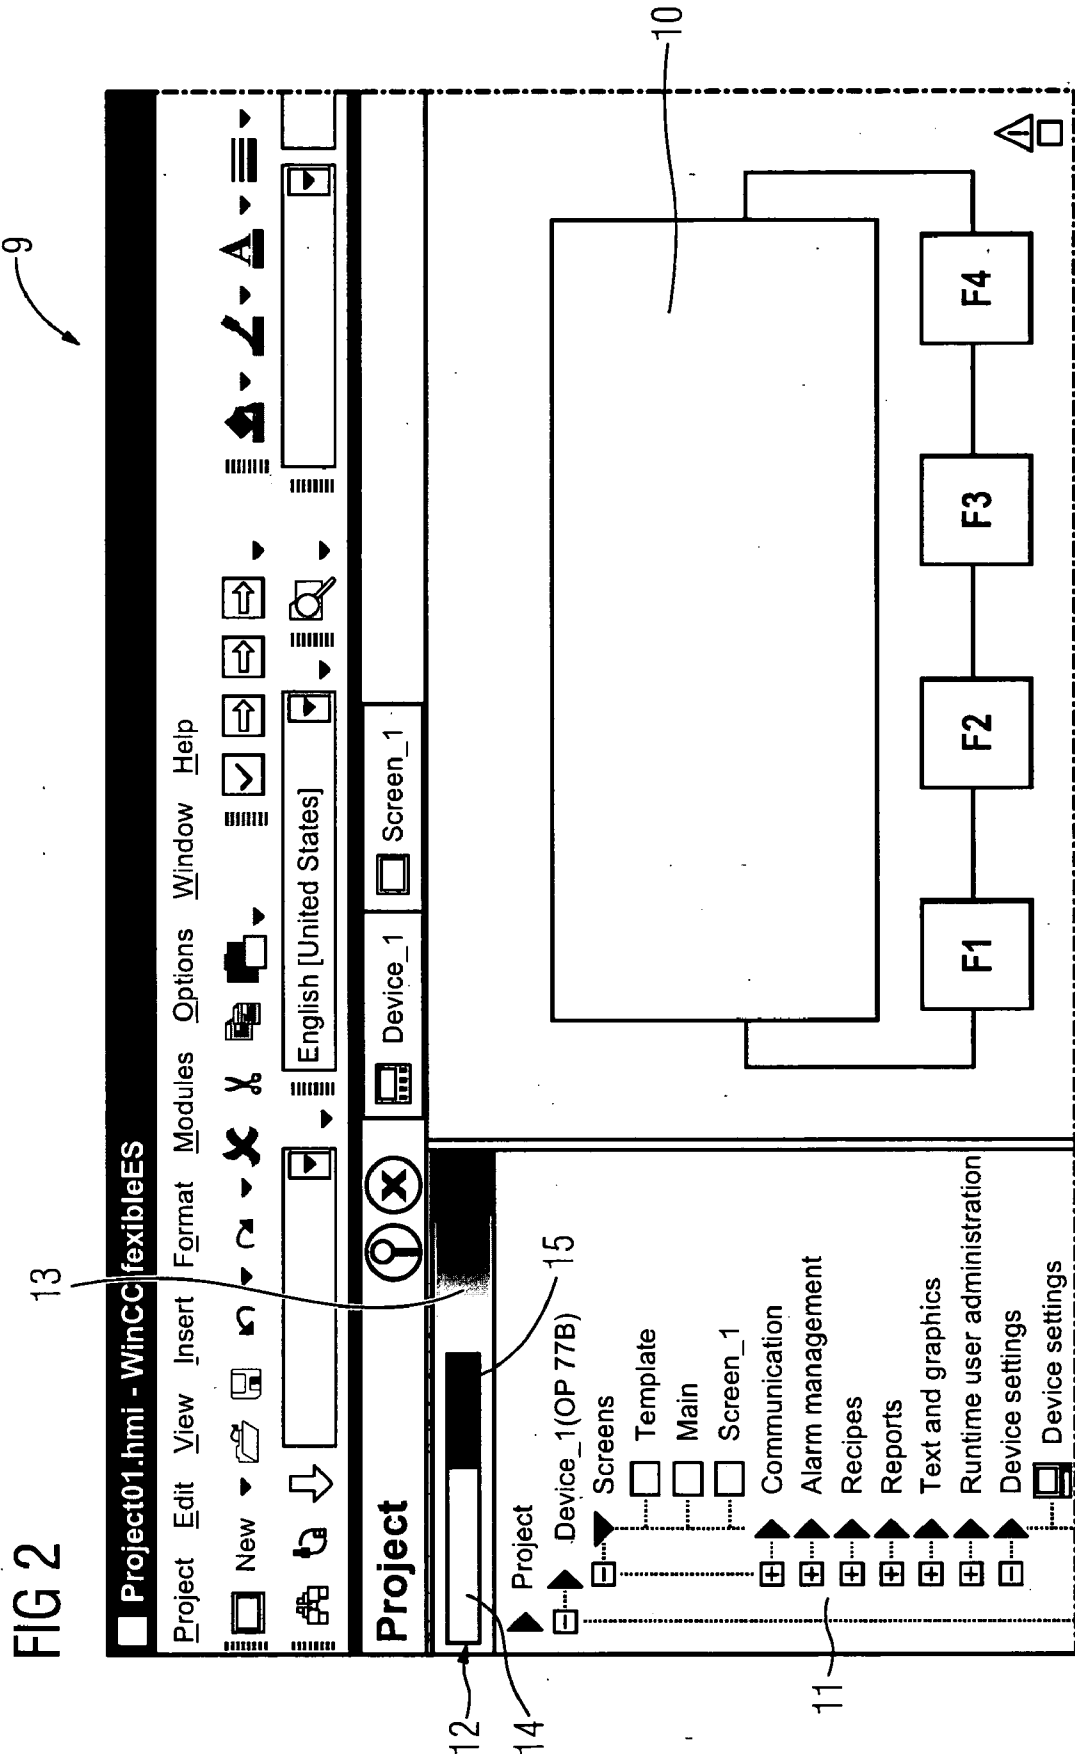 FIG 2
9
Project01.hmi - WinCC fexibleES
Project Edit View Insert Format Modules Options Window Help
New
English [United States]
Project
Device_1
Screen_1
13
10
12
14
15
11
Project
Device_1(OP 77B)
Screens
Template
Main
Screen_1
Communication
Alarm management
Recipes
Reports
Text and graphics
Runtime user administration
Device settings
Device settings
F1
F2
F3
F4